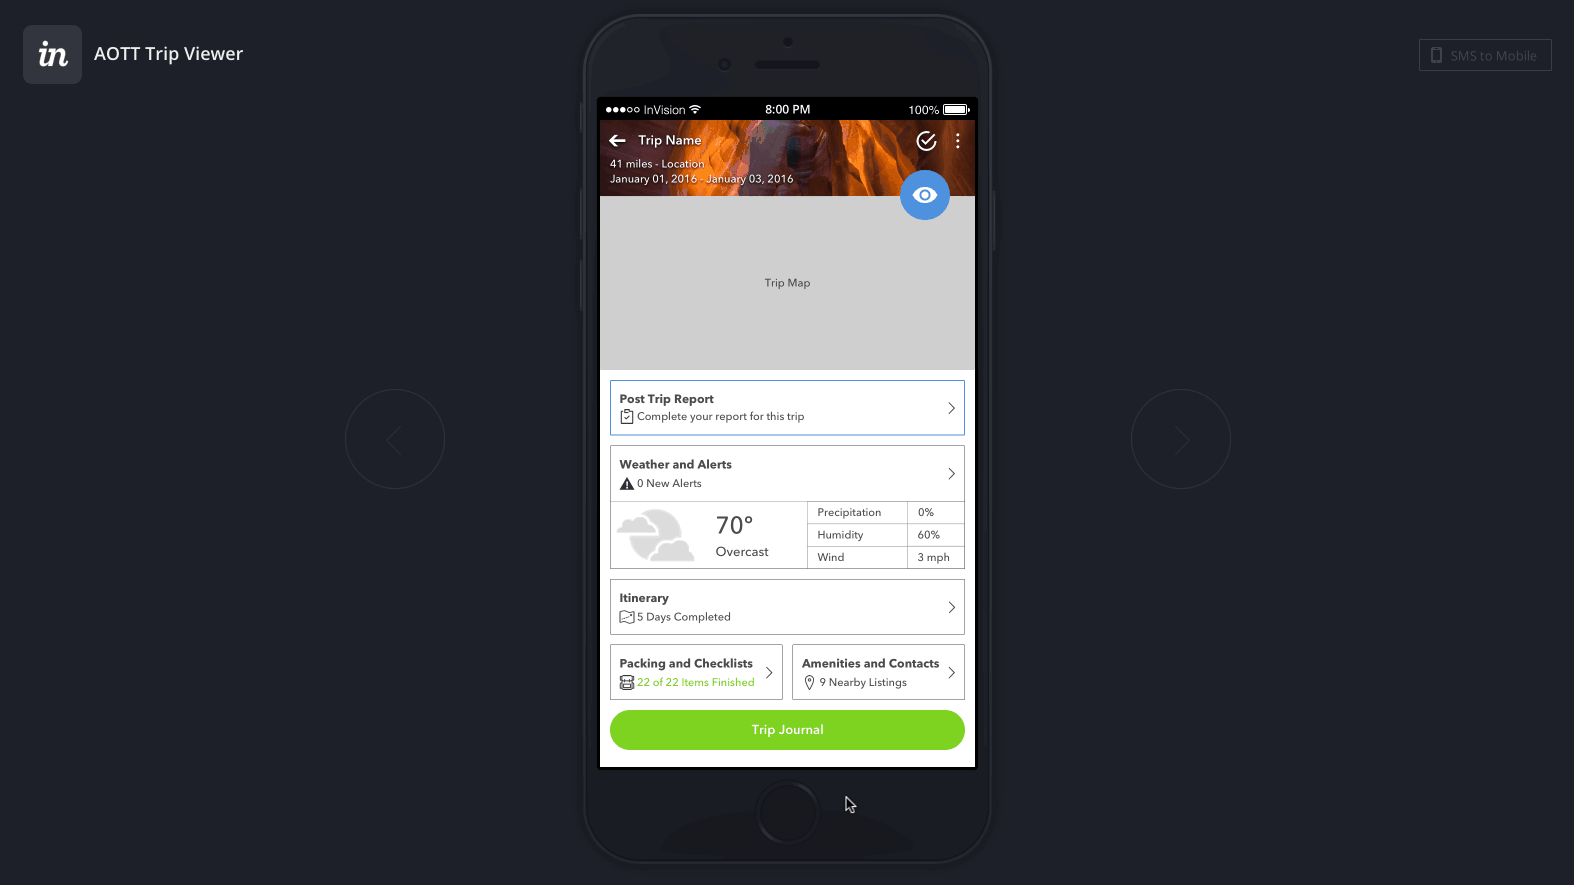 in
AOTT Trip Viewer
SMS to Mobile
InVision
8:00 PM
100%
Trip Name
41 miles - Location
January 01, 2016 - January 03, 2016
Trip Map
Post Trip Report
Complete your report for this trip
Weather and Alerts
0 New Alerts
70°
Overcast
Precipitation 0%
Humidity 60%
Wind 3 mph
Itinerary
5 Days Completed
Packing and Checklists
22 of 22 Items Finished
Amenities and Contacts
9 Nearby Listings
Trip Journal